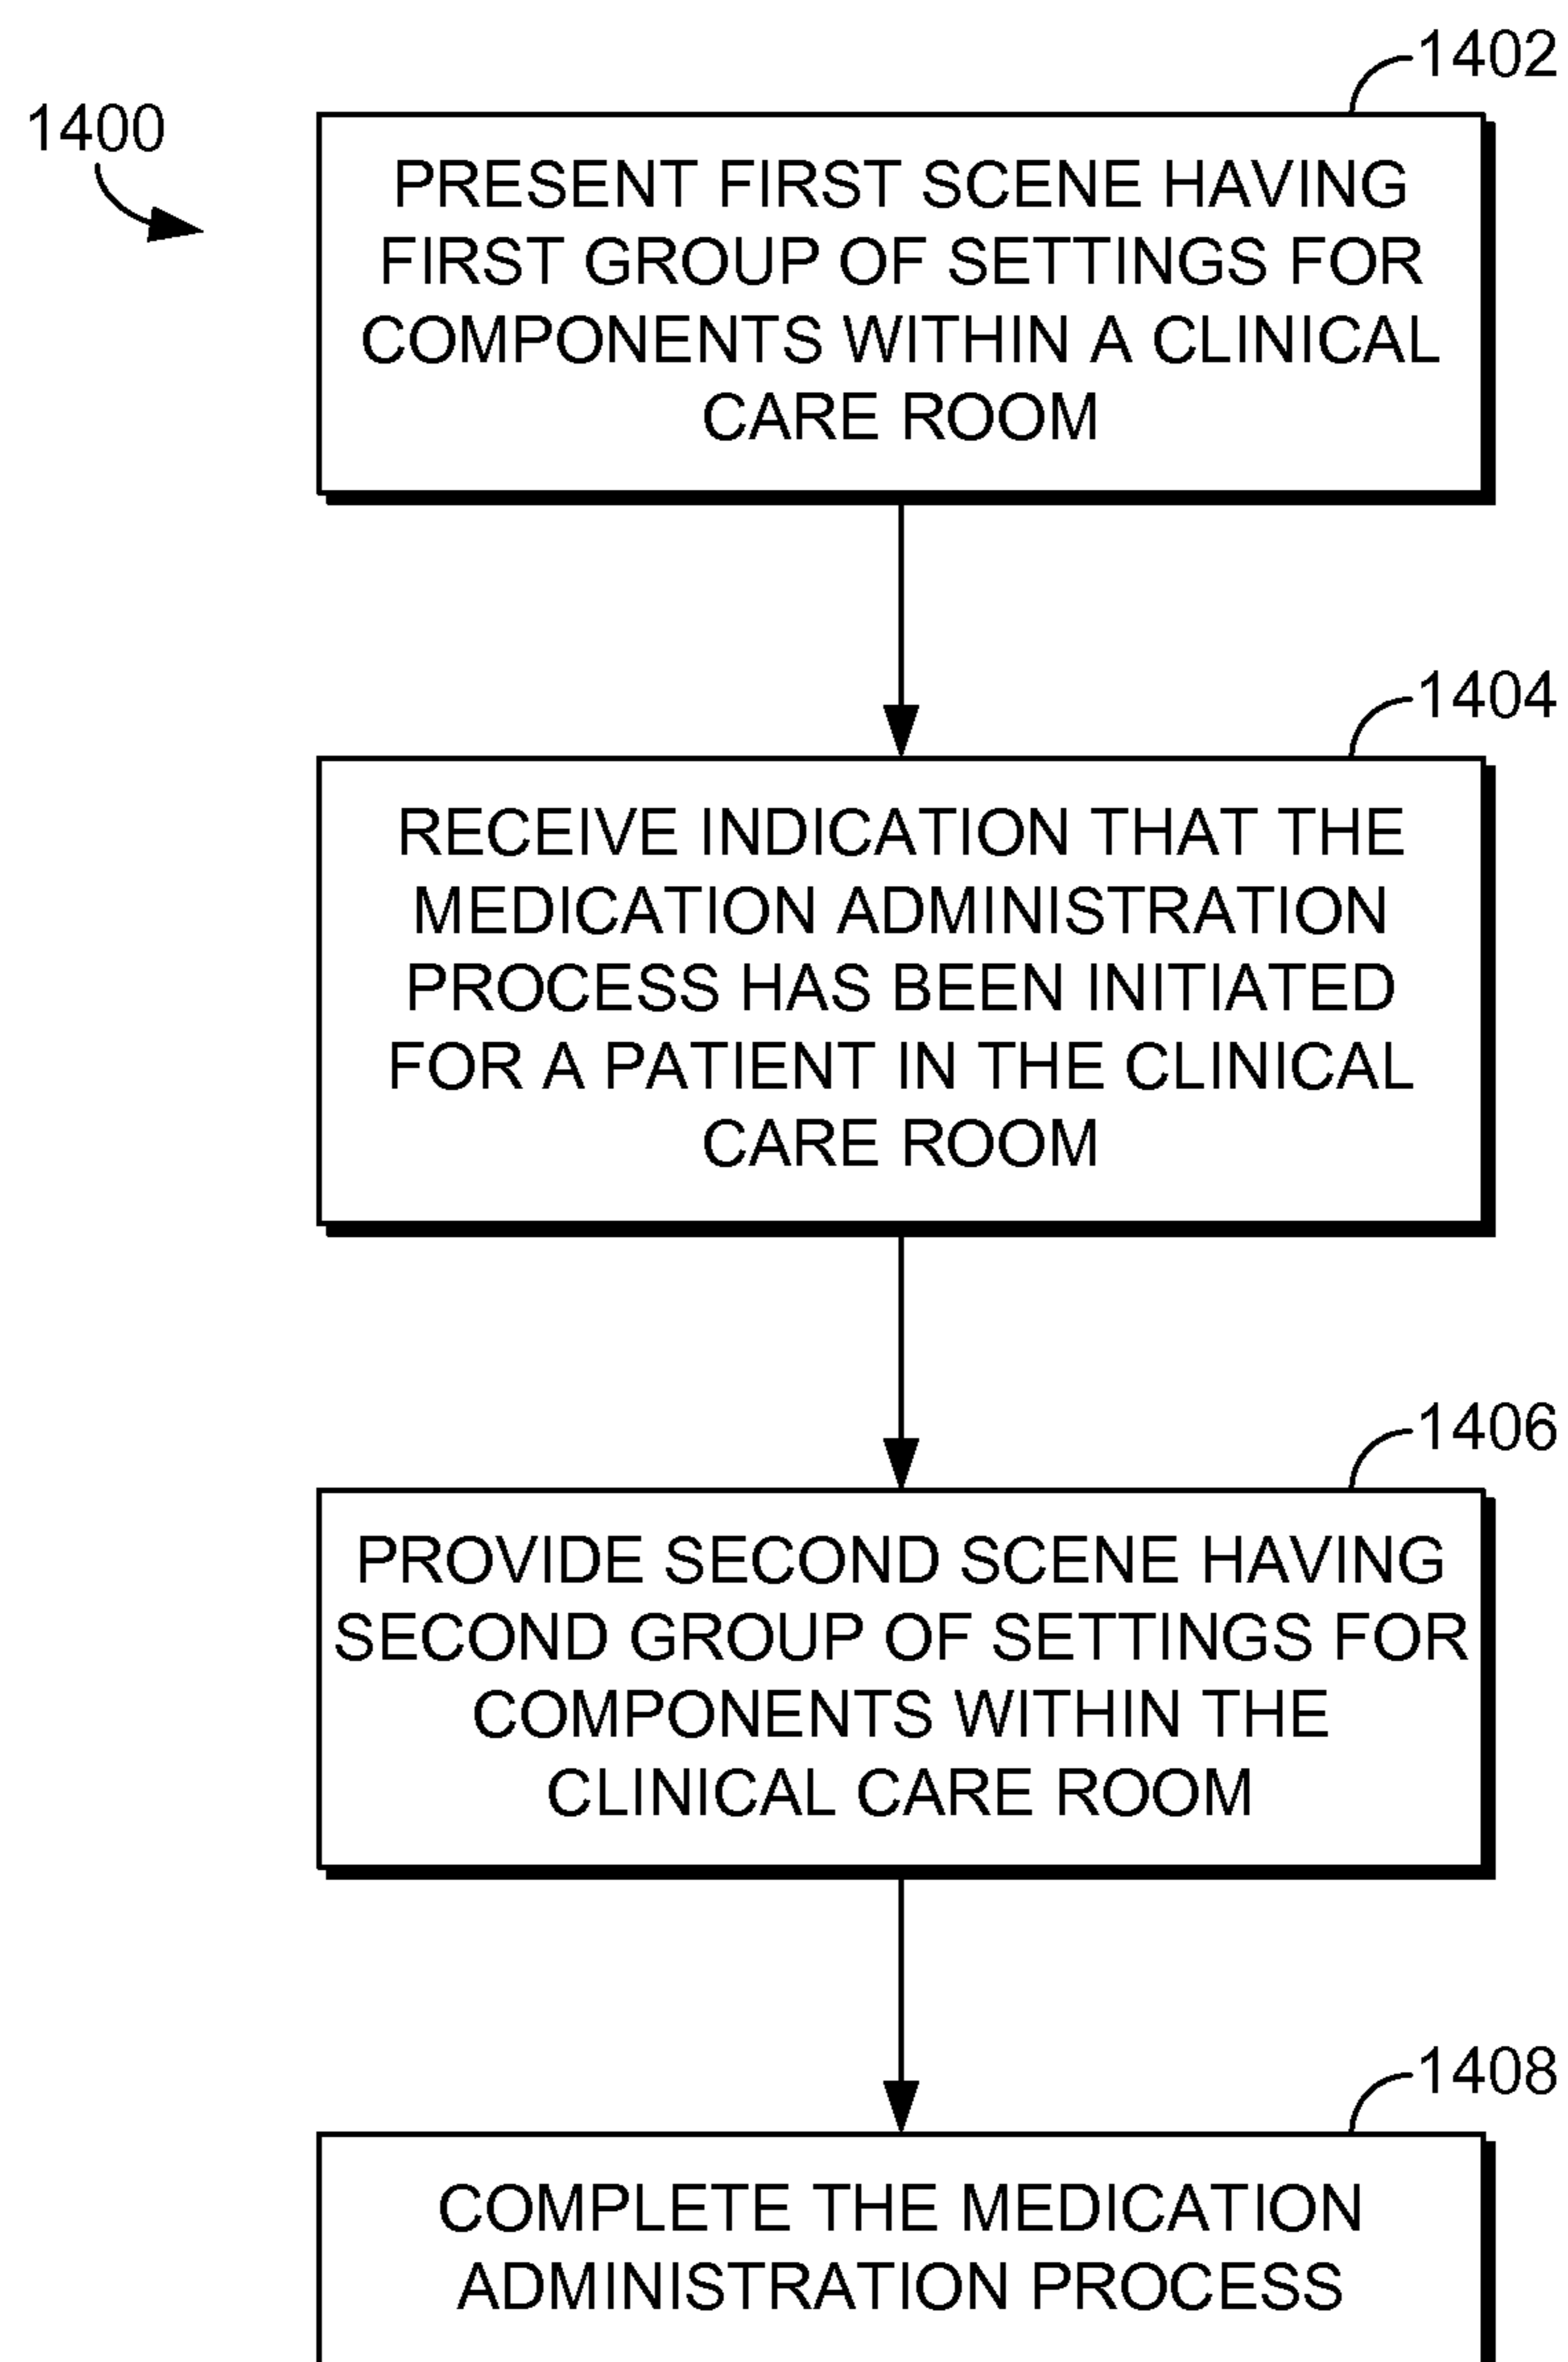 1402
1400
PRESENT FIRST SCENE HAVING
FIRST GROUP OF SETTINGS FOR
COMPONENTS WITHIN A CLINICAL
CARE ROOM
1404
RECEIVE INDICATION THAT THE
MEDICATION ADMINISTRATION
PROCESS HAS BEEN INITIATED
FOR A PATIENT IN THE CLINICAL
CARE ROOM
1406
PROVIDE SECOND SCENE HAVING
SECOND GROUP OF SETTINGS FOR
COMPONENTS WITHIN THE
CLINICAL CARE ROOM
1408
COMPLETE THE MEDICATION
ADMINISTRATION PROCESS